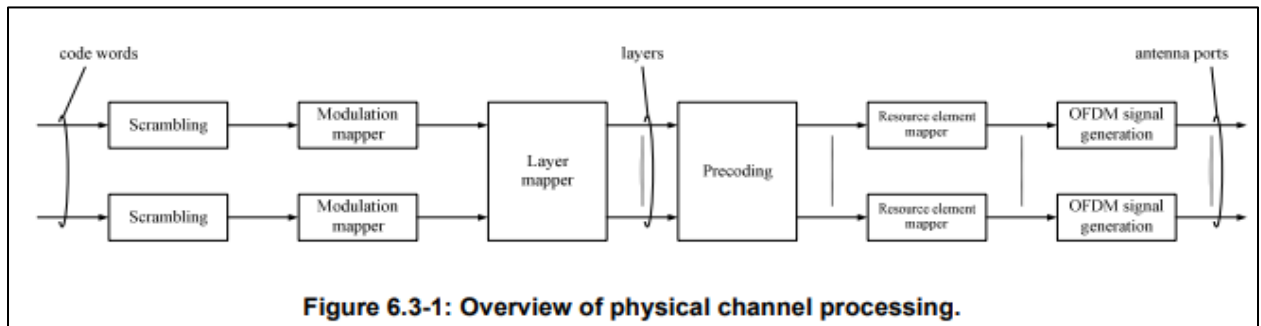 code words
layers
antenna ports
Scrambling
Modulation
mapper
Layer
mapper
Precoding
Resource element
mapper
OFDM signal
generation
Scrambling
Modulation
mapper
Resource element
mapper
OFDM signal
generation
Figure 6.3-1: Overview of physical channel processing.